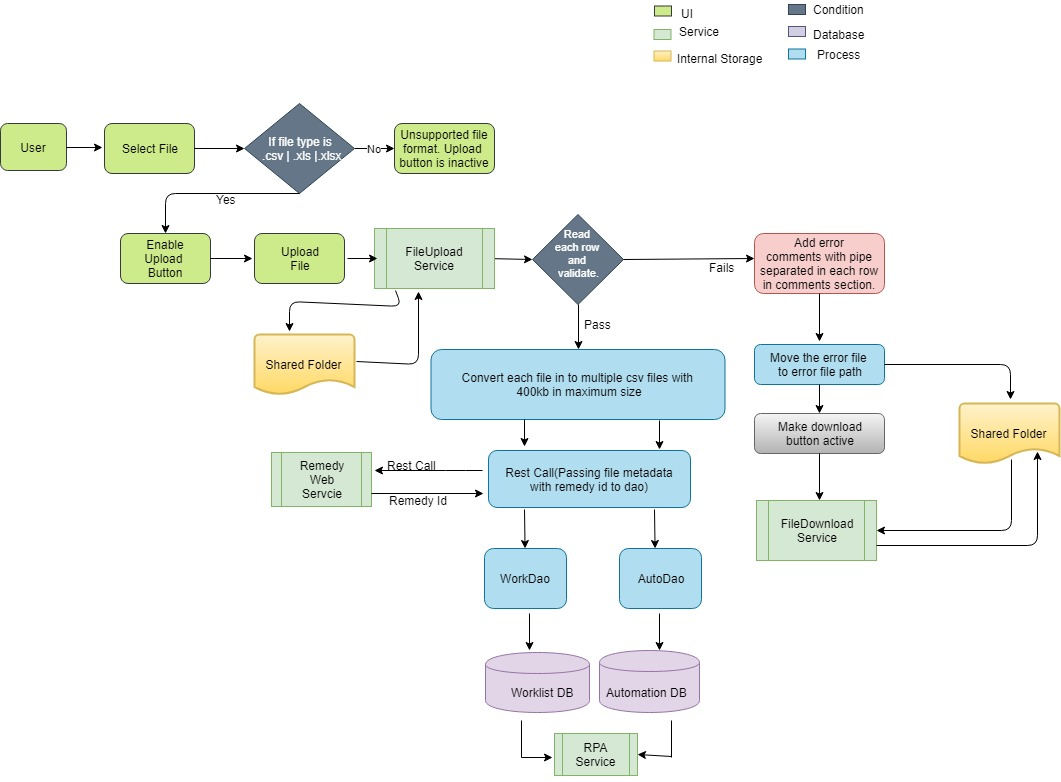 UI
Condition
Service
Database
Internal Storage
Process
User
Select File
If file type is
.csv | .xls |.xlsx
No
Unsupported file
format. Upload
button is inactive
Yes
Enable
Upload
Button
Upload
File
FileUpload
Service
Read
each row
and
validate.
Fails
Add error
comments with pipe
separated in each row
in comments section.
Pass
Shared Folder
Convert each file in to multiple csv files with
400kb in maximum size
Move the error file
to error file path
Make download
button active
Shared Folder
Remedy
Web
Servcie
Rest Call
Remedy Id
Rest Call(Passing file metadata
with remedy id to dao)
FileDownload
Service
WorkDao
AutoDao
Worklist DB
Automation DB
RPA
Service